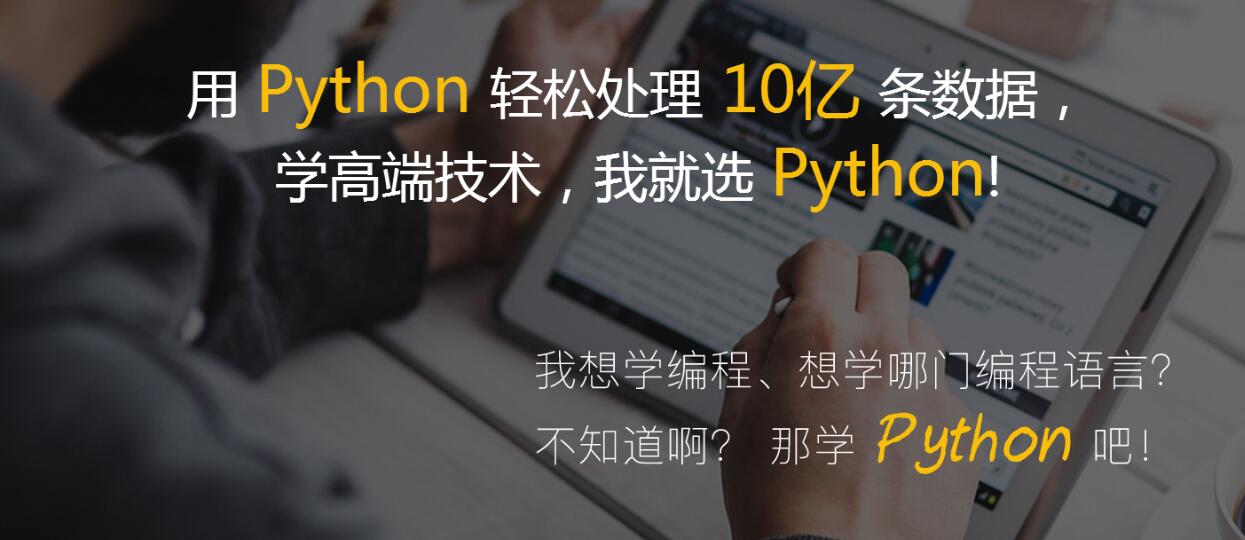 用 Python 轻松处理 10亿 条数据，
学高端技术，我就选 Python!
我想学编程、想学哪门编程语言？
不知道啊？ 那学 Python 吧！